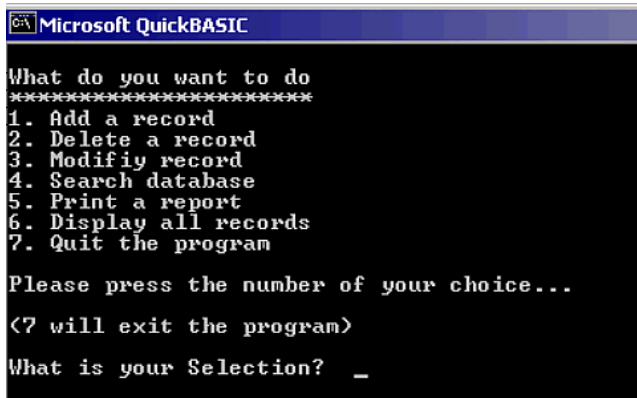 Microsoft QuickBASIC
What do you want to do
**********************
1. Add a record
2. Delete a record
3. Modifiy record
4. Search database
5. Print a report
6. Display all records
7. Quit the program
Please press the number of your choice...
(7 will exit the program)
What is your Selection? _